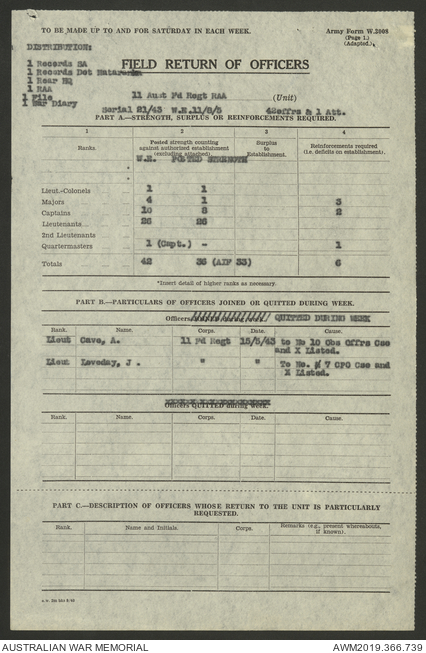 TO BE MADE UP TO AND FOR SATURDAY IN EACH WEEK.
Army Form W.3008
(Page 1.)
(Adapted.)
DISTRIBUTION:
FIELD RETURN OF OFFICERS
1 Records SA
1 Records Det Mataranka
1 Rear HQ
1 RAA
1 File
1 War Diary
11 Aust Fd Regt RAA (Unit)
Serial 21/43 W.E.11/8/5 42offrs & 1 Att.
PART A.—STRENGTH, SURPLUS OR REINFORCEMENTS REQUIRED.
1 2 3 4
Ranks. Posted strength counting against authorized establishment (excluding attached). Surplus to Establishment. Reinforcements required (i.e. deficits on establishment).
W.E. POSTED STRENGTH
*
*
Lieut.-Colonels 1 1
Majors 4 1 3
Captains 10 8 2
Lieutenants 26 26
2nd Lieutenants
Quartermasters 1 (Capt.) - 1
Totals 42 36 (AIF 33) 6
*Insert detail of higher ranks as necessary.
PART B.—PARTICULARS OF OFFICERS JOINED OR QUITTED DURING WEEK.
Officers QUITTED DURING WEEK
Rank. Name. Corps. Date. Cause.
Lieut Cave, A. 11 Fd Regt 15/5/43 to No 10 Obs Offrs Cse and X Listed.
Lieut Loveday, J. " " To No. 7 GPO Cse and X Listed.
Officers QUITTED during week.
Rank. Name. Corps. Date. Cause.
PART C.—DESCRIPTION OF OFFICERS WHOSE RETURN TO THE UNIT IS PARTICULARLY REQUESTED.
Rank. Name and Initials. Corps. Remarks (e.g., present whereabouts, if known).
AUSTRALIAN WAR MEMORIAL
AWM2019.366.739